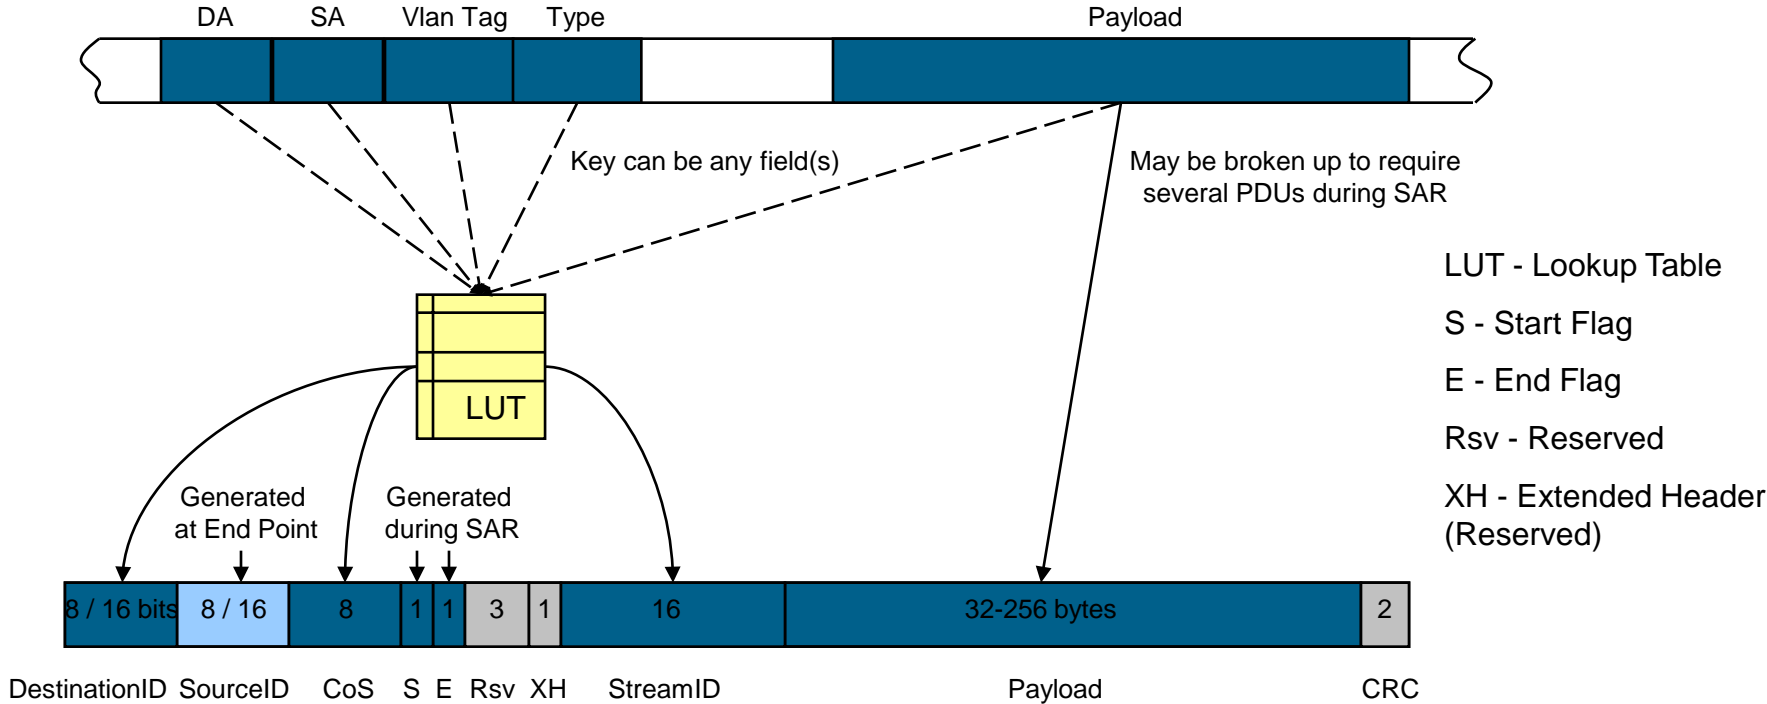 DA SA Vlan Tag Type Payload
Key can be any field(s)
May be broken up to require
several PDUs during SAR
LUT - Lookup Table
S - Start Flag
E - End Flag
Rsv - Reserved
XH - Extended Header
(Reserved)
LUT
Generated
at End Point
Generated
during SAR
8 / 16 bits 8 / 16 8 1 1 3 1 16 32-256 bytes 2
DestinationID SourceID CoS S E Rsv XH StreamID Payload CRC